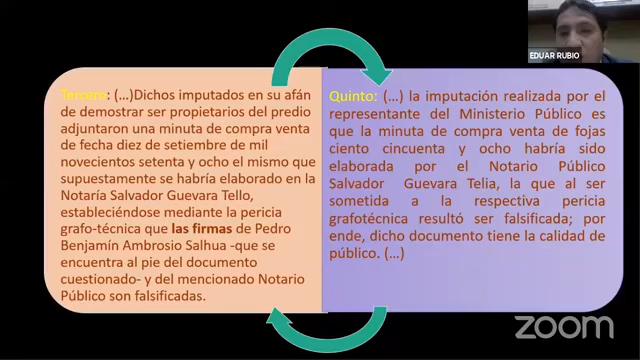 EDUAR RUBIO
Tercero: (...)Dichos imputados en su afán
de demostrar ser propietarios del predio
adjuntaron una minuta de compra venta
de fecha diez de setiembre de mil
novecientos setenta y ocho el mismo que
supuestamente se habría elaborado en la
Notaría Salvador Guevara Tello,
estableciéndose mediante la pericia
grafo-técnica que las firmas de Pedro
Benjamín Ambrosio Salhua -que se
encuentra al pie del documento
cuestionado- y del mencionado Notario
Público son falsificadas.
Quinto: (...) la imputación realizada por el
representante del Ministerio Público es
que la minuta de compra venta de fojas
ciento cincuenta y ocho habría sido
elaborada por el Notario Público
Salvador Guevara Telia, la que al ser
sometida a la respectiva pericia
grafotécnica resultó ser falsificada; por
ende, dicho documento tiene la calidad de
público. (...)
zoom